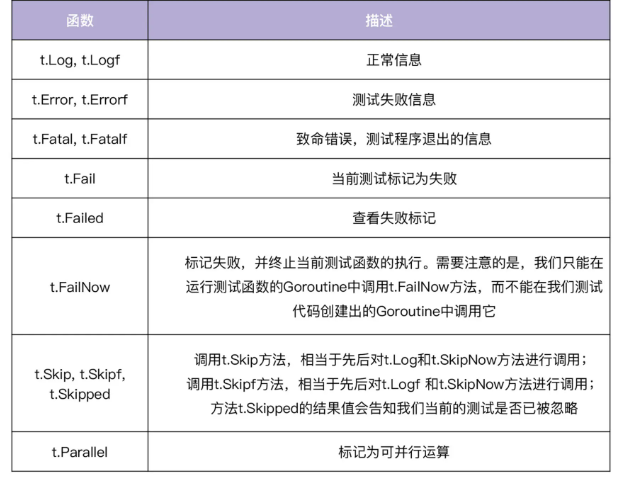 函数 描述
t.Log, t.Logf 正常信息
t.Error, t.Errorf 测试失败信息
t.Fatal, t.Fatalf 致命错误，测试程序退出的信息
t.Fail 当前测试标记为失败
t.Failed 查看失败标记
标记失败，并终止当前测试函数的执行。需要注意的是，我们只能在
t.FailNow 运行测试函数的Goroutine中调用t.FailNow方法，而不能在我们测试
代码创建出的Goroutine中调用它
t.Skip, t.Skipf,
t.Skipped
调用t.Skip方法，相当于先后对t.Log和t.SkipNow方法进行调用；
调用t.Skipf方法，相当于先后对t.Logf 和t.SkipNow方法进行调用；
方法t.Skipped的结果值会告知我们当前的测试是否已被忽略
t.Parallel 标记为可并行运算